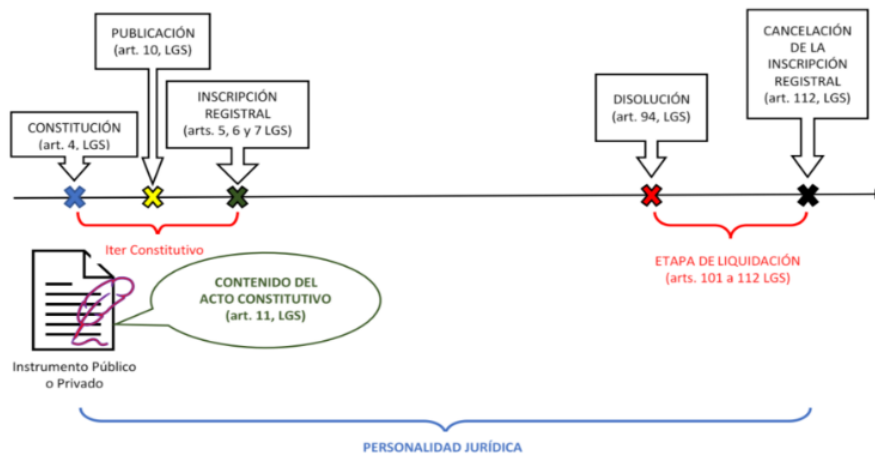 PUBLICACIÓN
(art. 10, LGS)
CANCELACIÓN
DE LA
INSCRIPCIÓN
REGISTRAL
(art. 112, LGS)
INSCRIPCIÓN
REGISTRAL
(arts. 5, 6 y 7 LGS)
DISOLUCIÓN
(art. 94, LGS)
CONSTITUCIÓN
(art. 4, LGS)
Iter Constitutivo
ETAPA DE LIQUIDACIÓN
(arts. 101 a 112 LGS)
CONTENIDO DEL
ACTO CONSTITUTIVO
(art. 11, LGS)
Instrumento Público
o Privado
PERSONALIDAD JURÍDICA